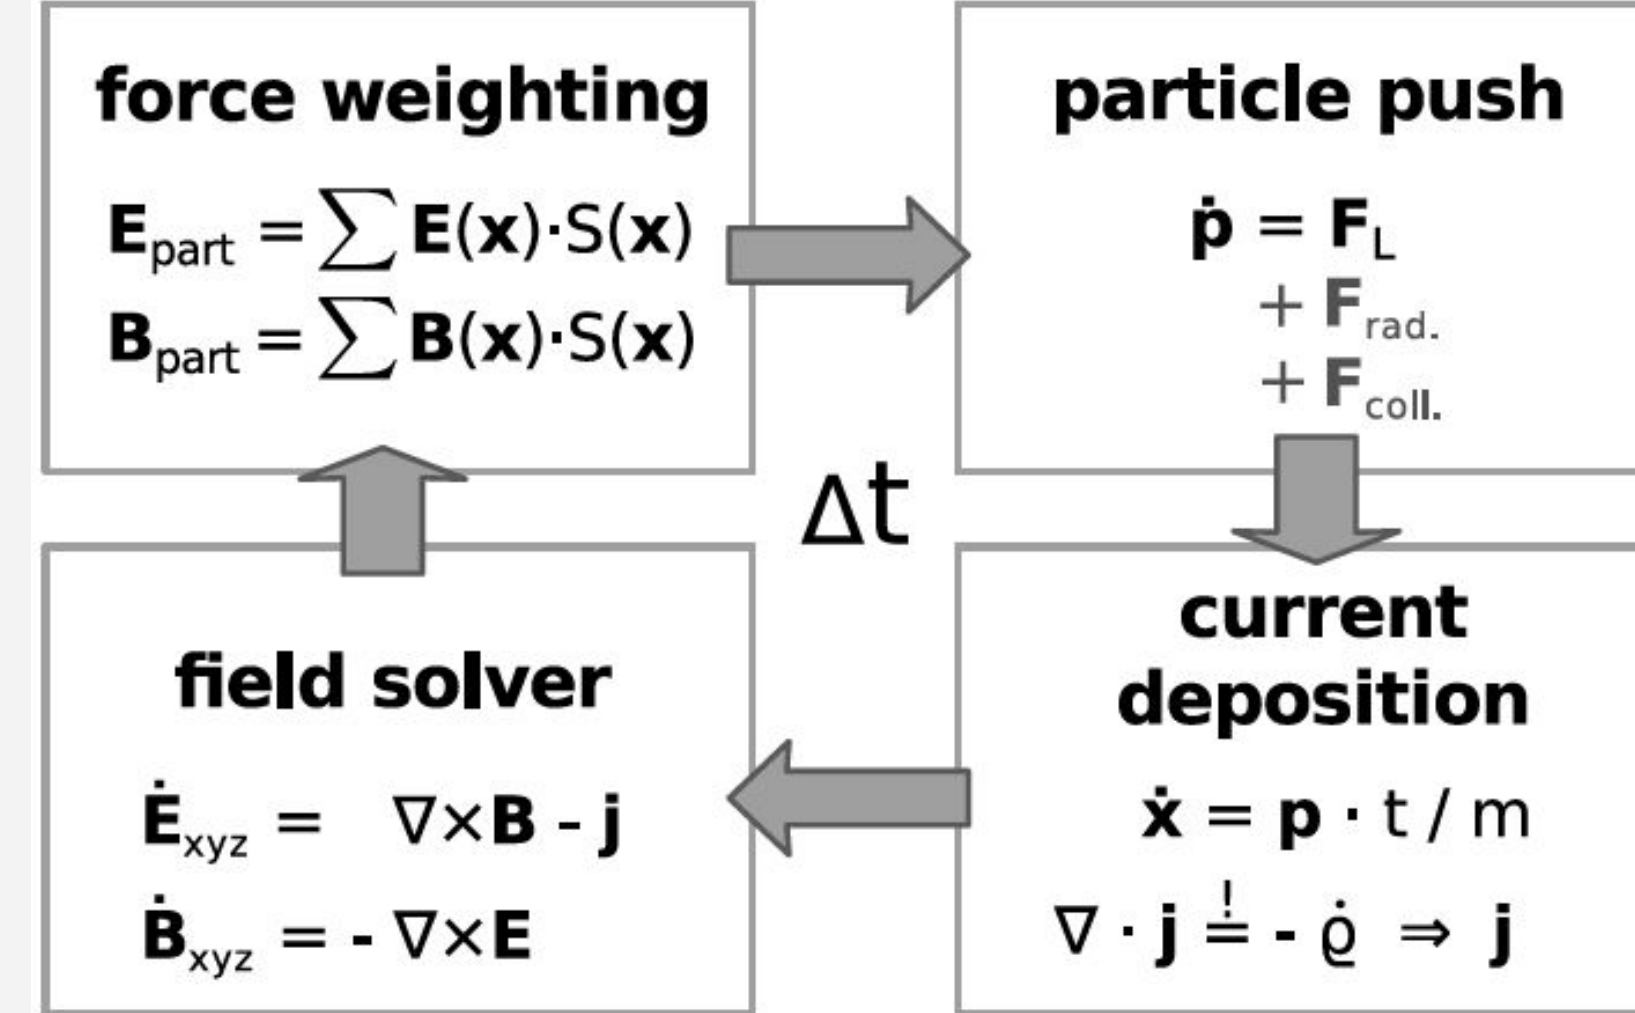 force weighting
E_part = ∑ E(x)·S(x)
B_part = ∑ B(x)·S(x)
particle push
ṗ = F_L
+ F_rad.
+ F_coll.
Δt
field solver
Ė_xyz = ∇×B - j
Ḃ_xyz = - ∇×E
current
deposition
ẋ = p · t / m
∇ · j =! - ϱ̇ ⇒ j